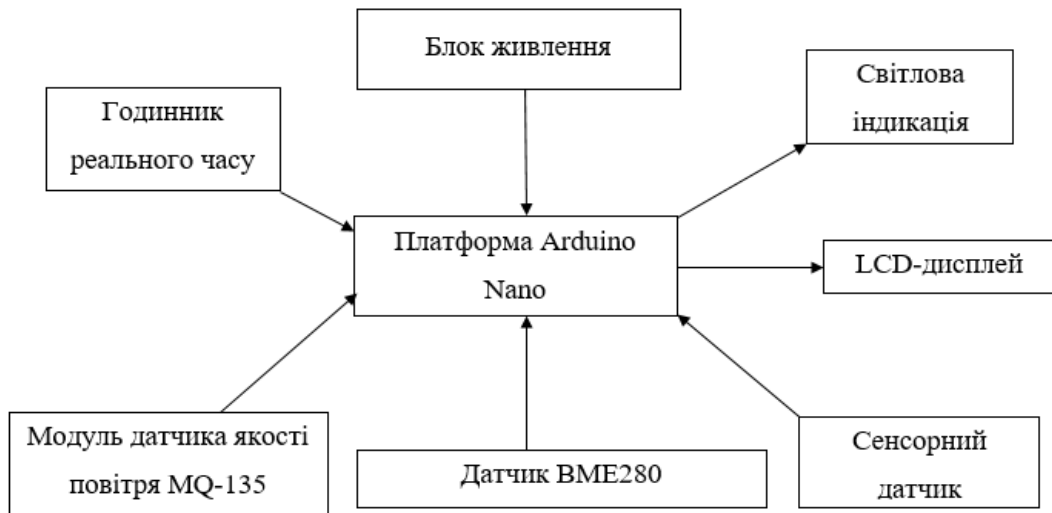 Блок живлення
Світлова
індикація
Годинник
реального часу
Платформа Arduino
Nano
LCD-дисплей
Модуль датчика якості
повітря MQ-135
Датчик BME280
Сенсорний
датчик